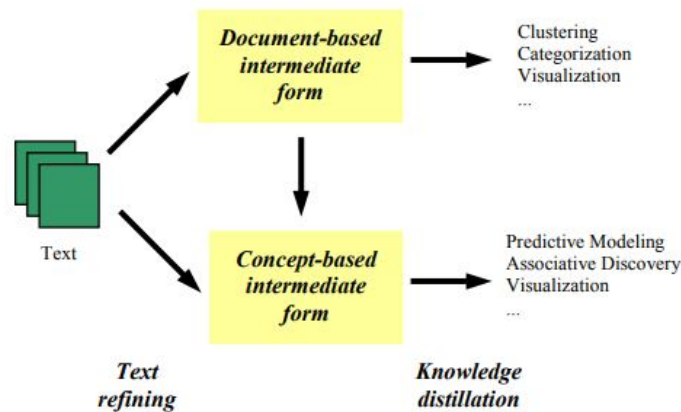 Document-based
intermediate
form
Clustering
Categorization
Visualization
...
Text
Concept-based
intermediate
form
Predictive Modeling
Associative Discovery
Visualization
...
Text
refining
Knowledge
distillation